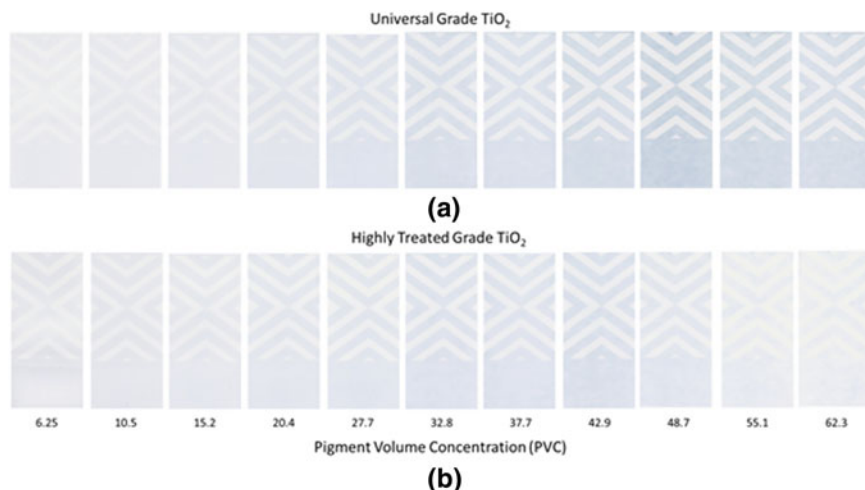 Universal Grade TiO₂
(a)
Highly Treated Grade TiO₂
6.25 10.5 15.2 20.4 27.7 32.8 37.7 42.9 48.7 55.1 62.3
Pigment Volume Concentration (PVC)
(b)